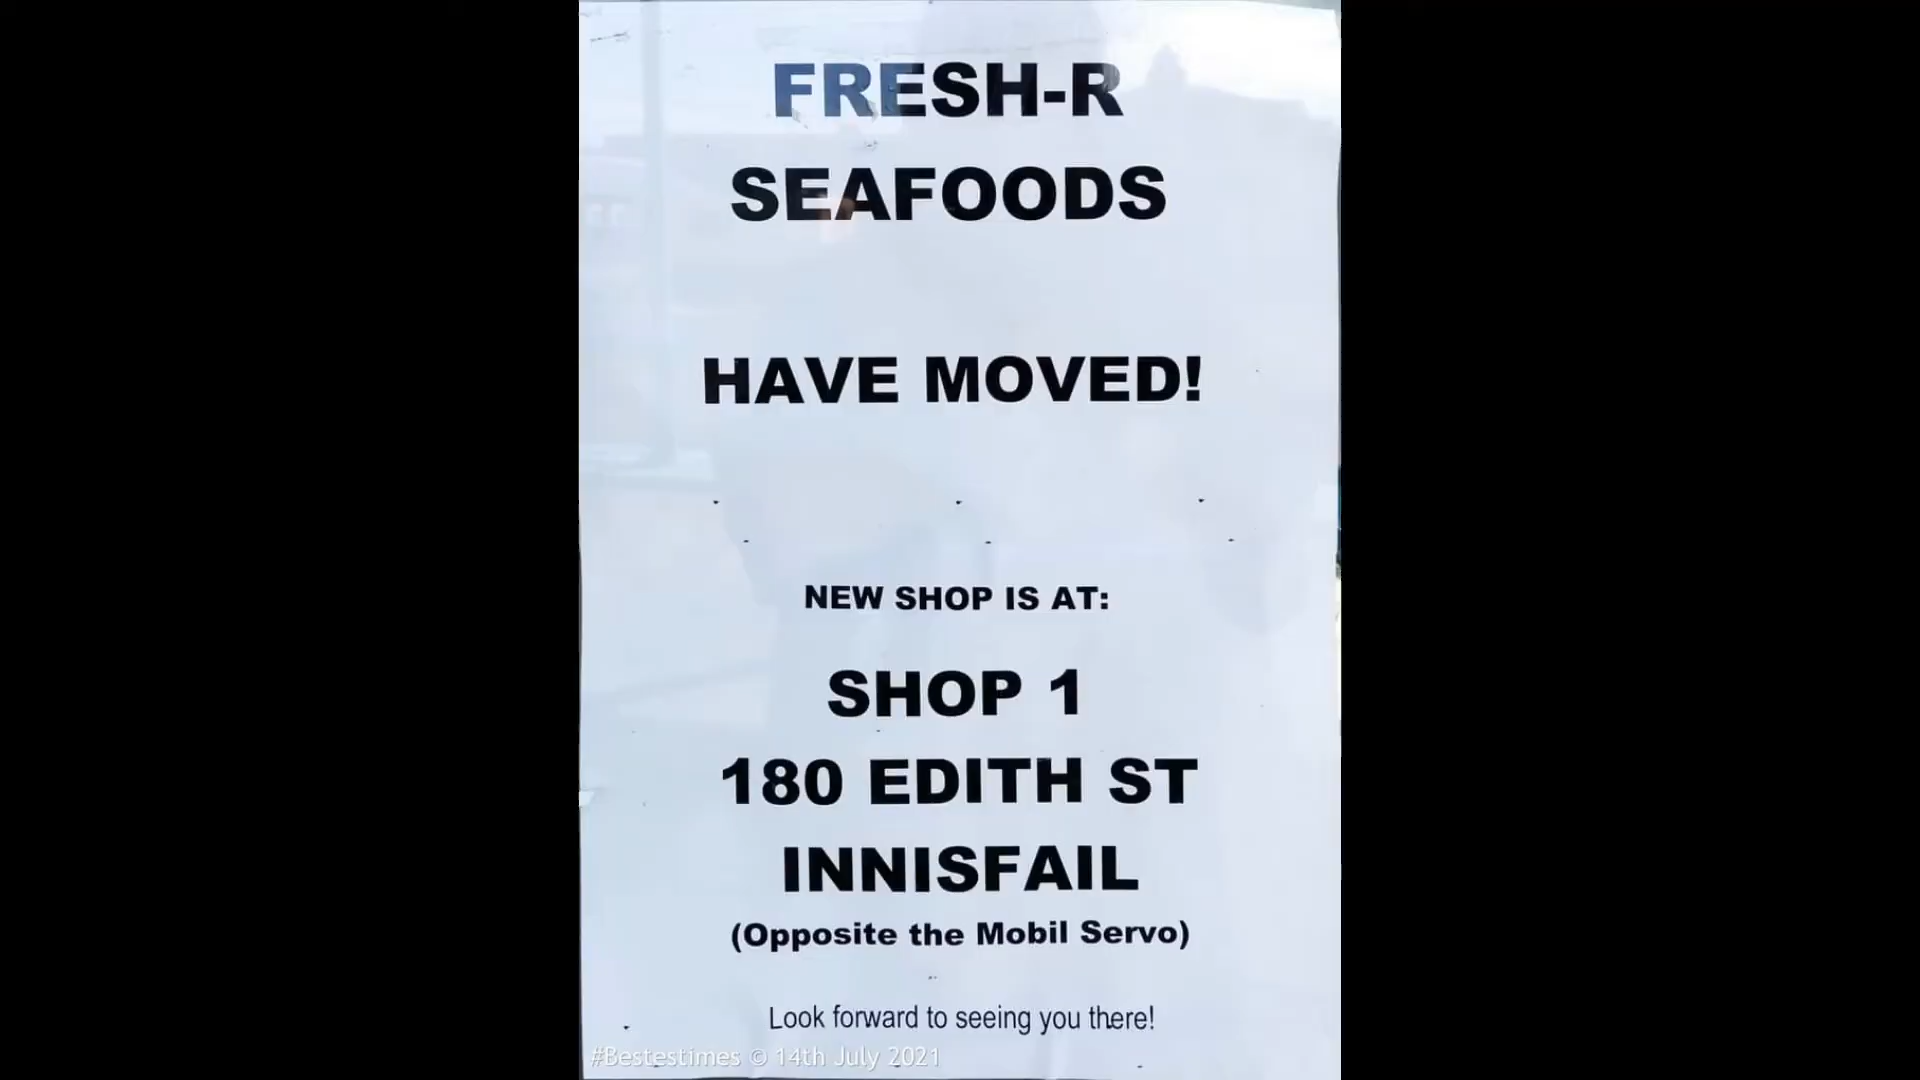 FRESH-R
SEAFOODS
HAVE MOVED!
NEW SHOP IS AT:
SHOP 1
180 EDITH ST
INNISFAIL
(Opposite the Mobil Servo)
Look forward to seeing you there!
#Bestestimes © 14th July 2021